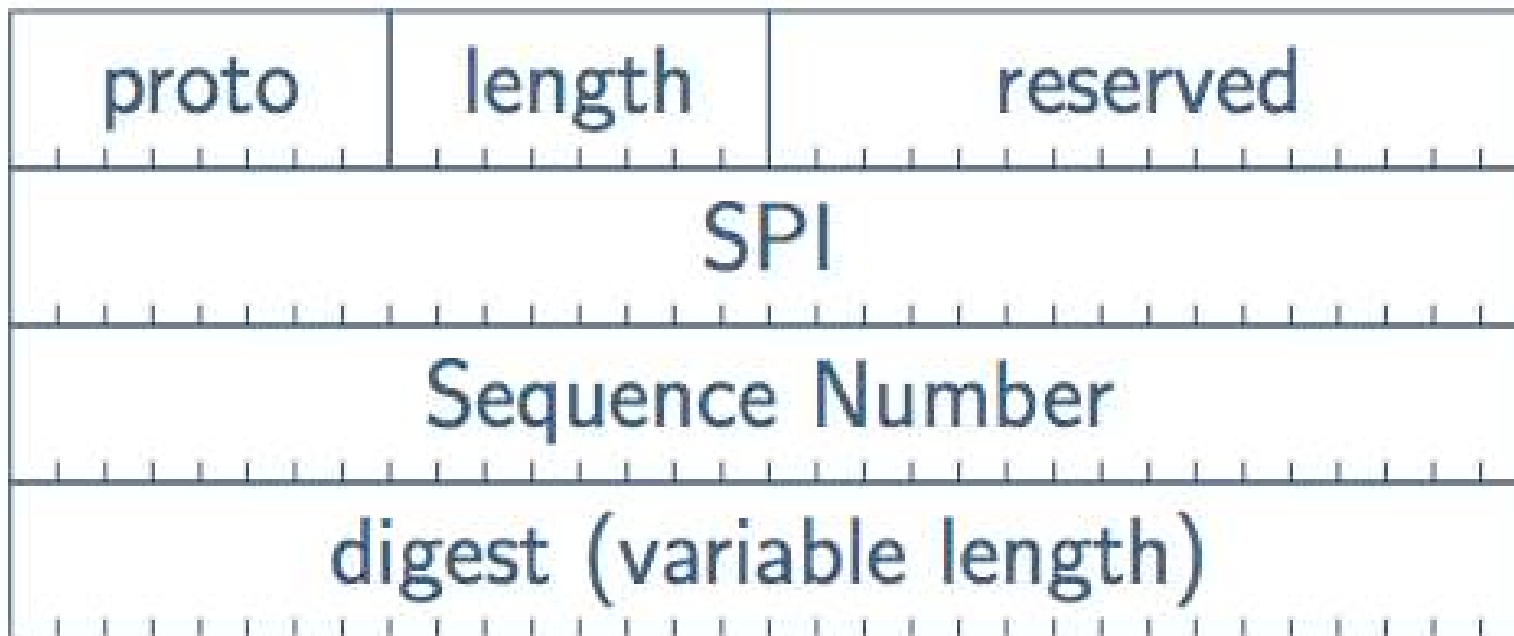 proto length reserved
SPI
Sequence Number
digest (variable length)